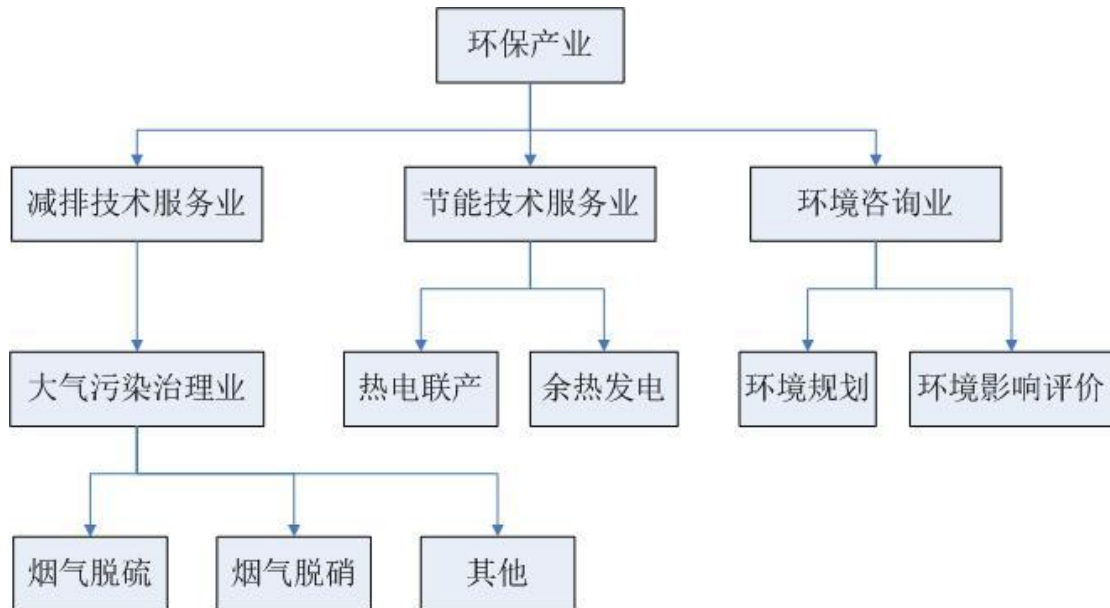 环保产业
减排技术服务业
节能技术服务业
环境咨询业
大气污染治理业
热电联产
余热发电
环境规划
环境影响评价
烟气脱硫
烟气脱硝
其他